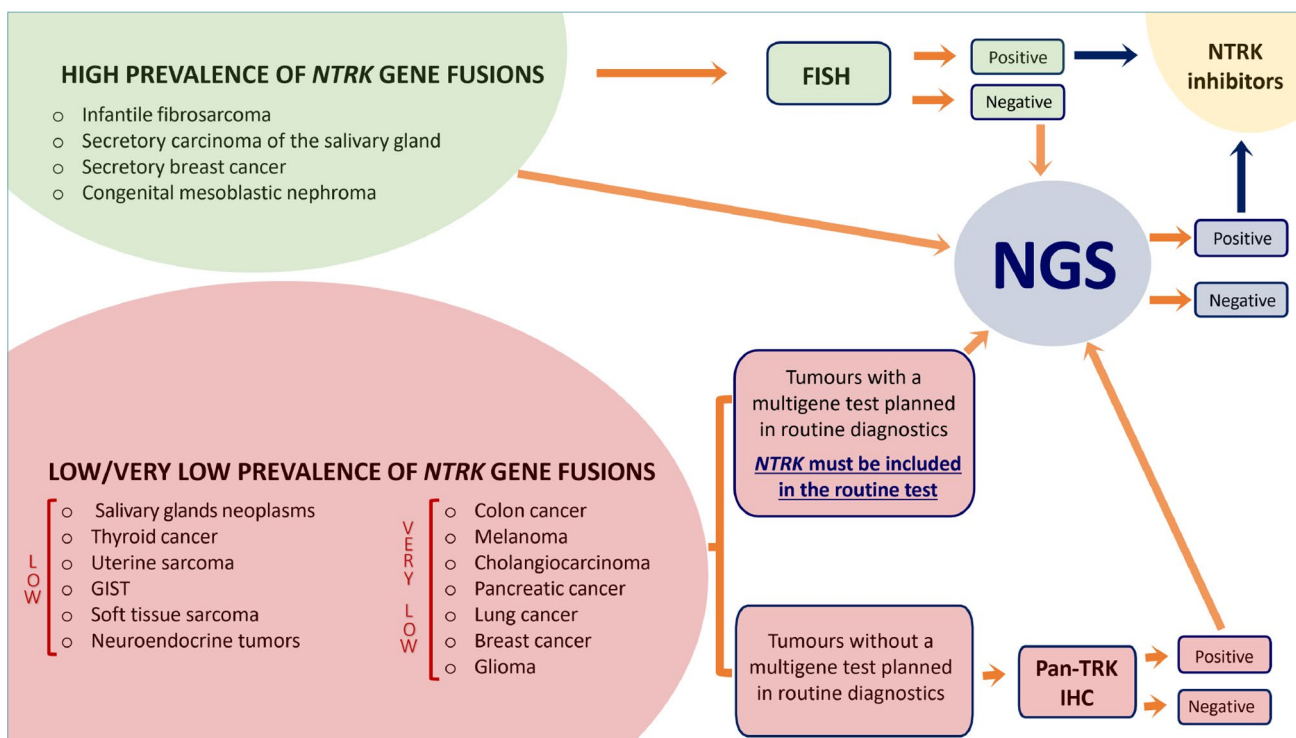 HIGH PREVALENCE OF NTRK GENE FUSIONS
o Infantile fibrosarcoma
o Secretory carcinoma of the salivary gland
o Secretory breast cancer
o Congenital mesoblastic nephroma
FISH
Positive
Negative
NTRK
inhibitors
NGS
Positive
Negative
LOW/VERY LOW PREVALENCE OF NTRK GENE FUSIONS
LOW
o Salivary glands neoplasms
o Thyroid cancer
o Uterine sarcoma
o GIST
o Soft tissue sarcoma
o Neuroendocrine tumors
VERY LOW
o Colon cancer
o Melanoma
o Cholangiocarcinoma
o Pancreatic cancer
o Lung cancer
o Breast cancer
o Glioma
Tumours with a
multigene test planned
in routine diagnostics
NTRK must be included
in the routine test
Tumours without a
multigene test planned
in routine diagnostics
Pan-TRK
IHC
Positive
Negative